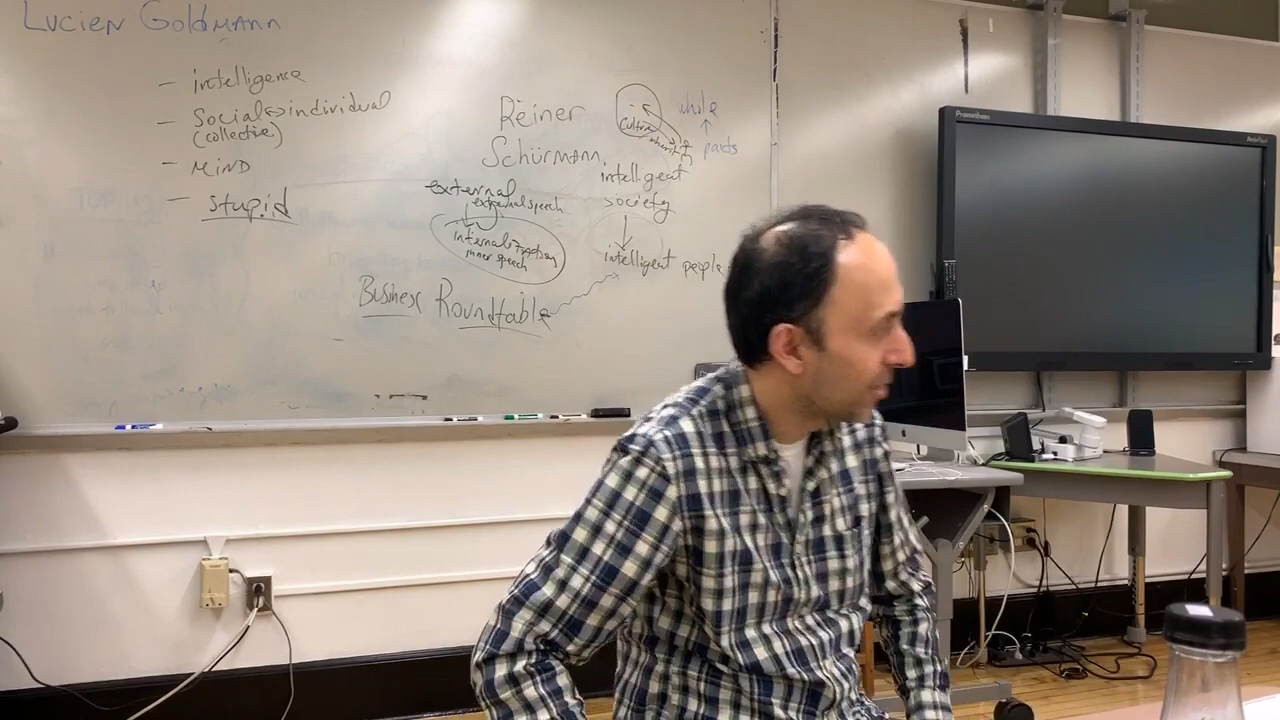 Lucien Goldmann
- intelligence
- Social ↔ individual
(collective)
- MIND
- stupid
Reiner
Schürmann
whole
parts
intelligent
society
intelligent people
external
external speech
internal
inner speech
Business Roundtable
Promethean